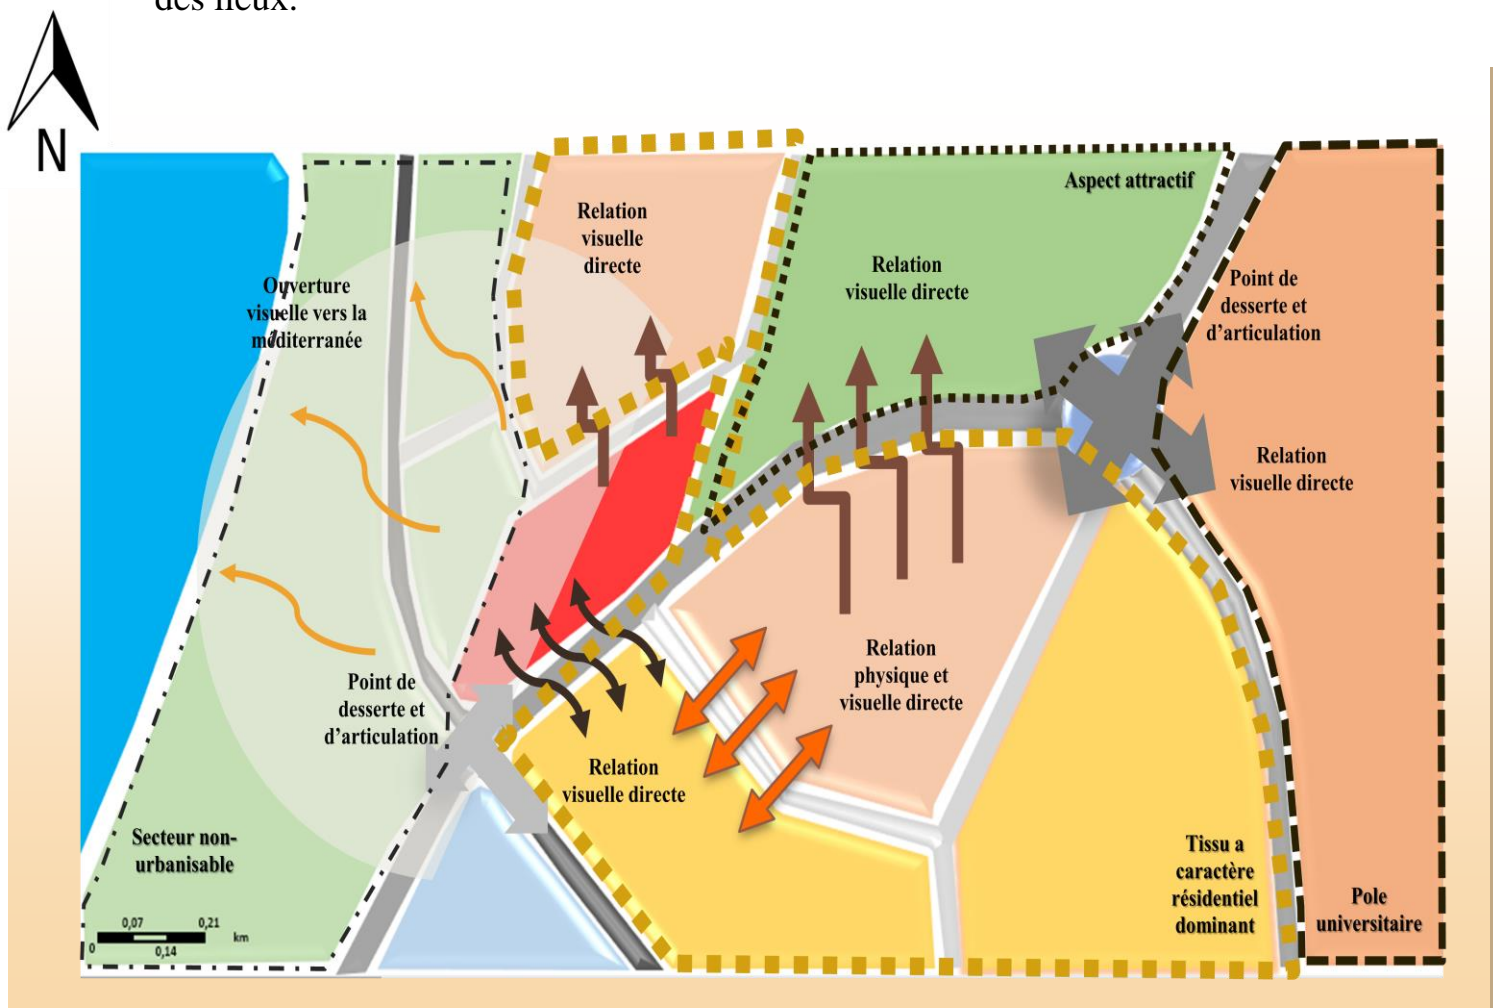 des lieux.
N
Aspect attractif
Relation
visuelle
directe
Relation
visuelle directe
Point de
desserte et
d'articulation
Ouverture
visuelle vers la
méditerranée
Relation
visuelle directe
Relation
physique et
visuelle directe
Point de
desserte et
d'articulation
Relation
visuelle directe
Secteur non-
urbanisable
Tissu a
caractère
résidentiel
dominant
Pole
universitaire
0,07 0,21
0 0,14 km